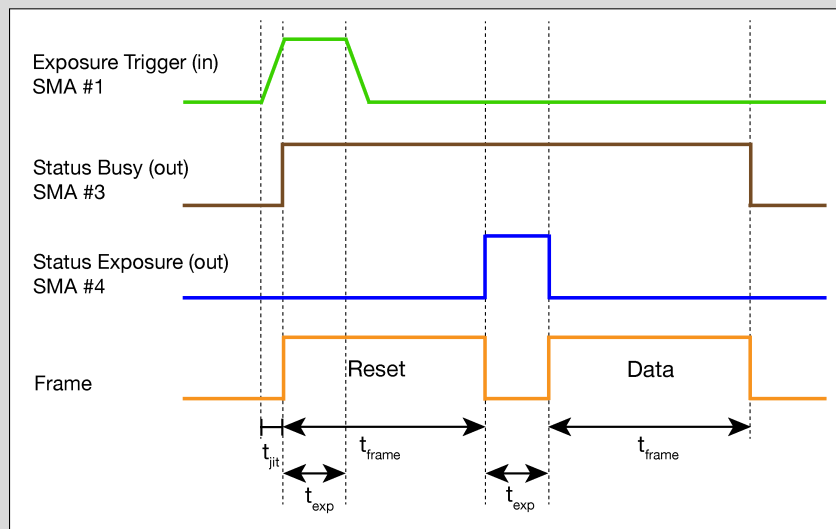 Exposure Trigger (in)
SMA #1
Status Busy (out)
SMA #3
Status Exposure (out)
SMA #4
Frame
Reset
Data
tjit
tframe
tframe
texp
texp